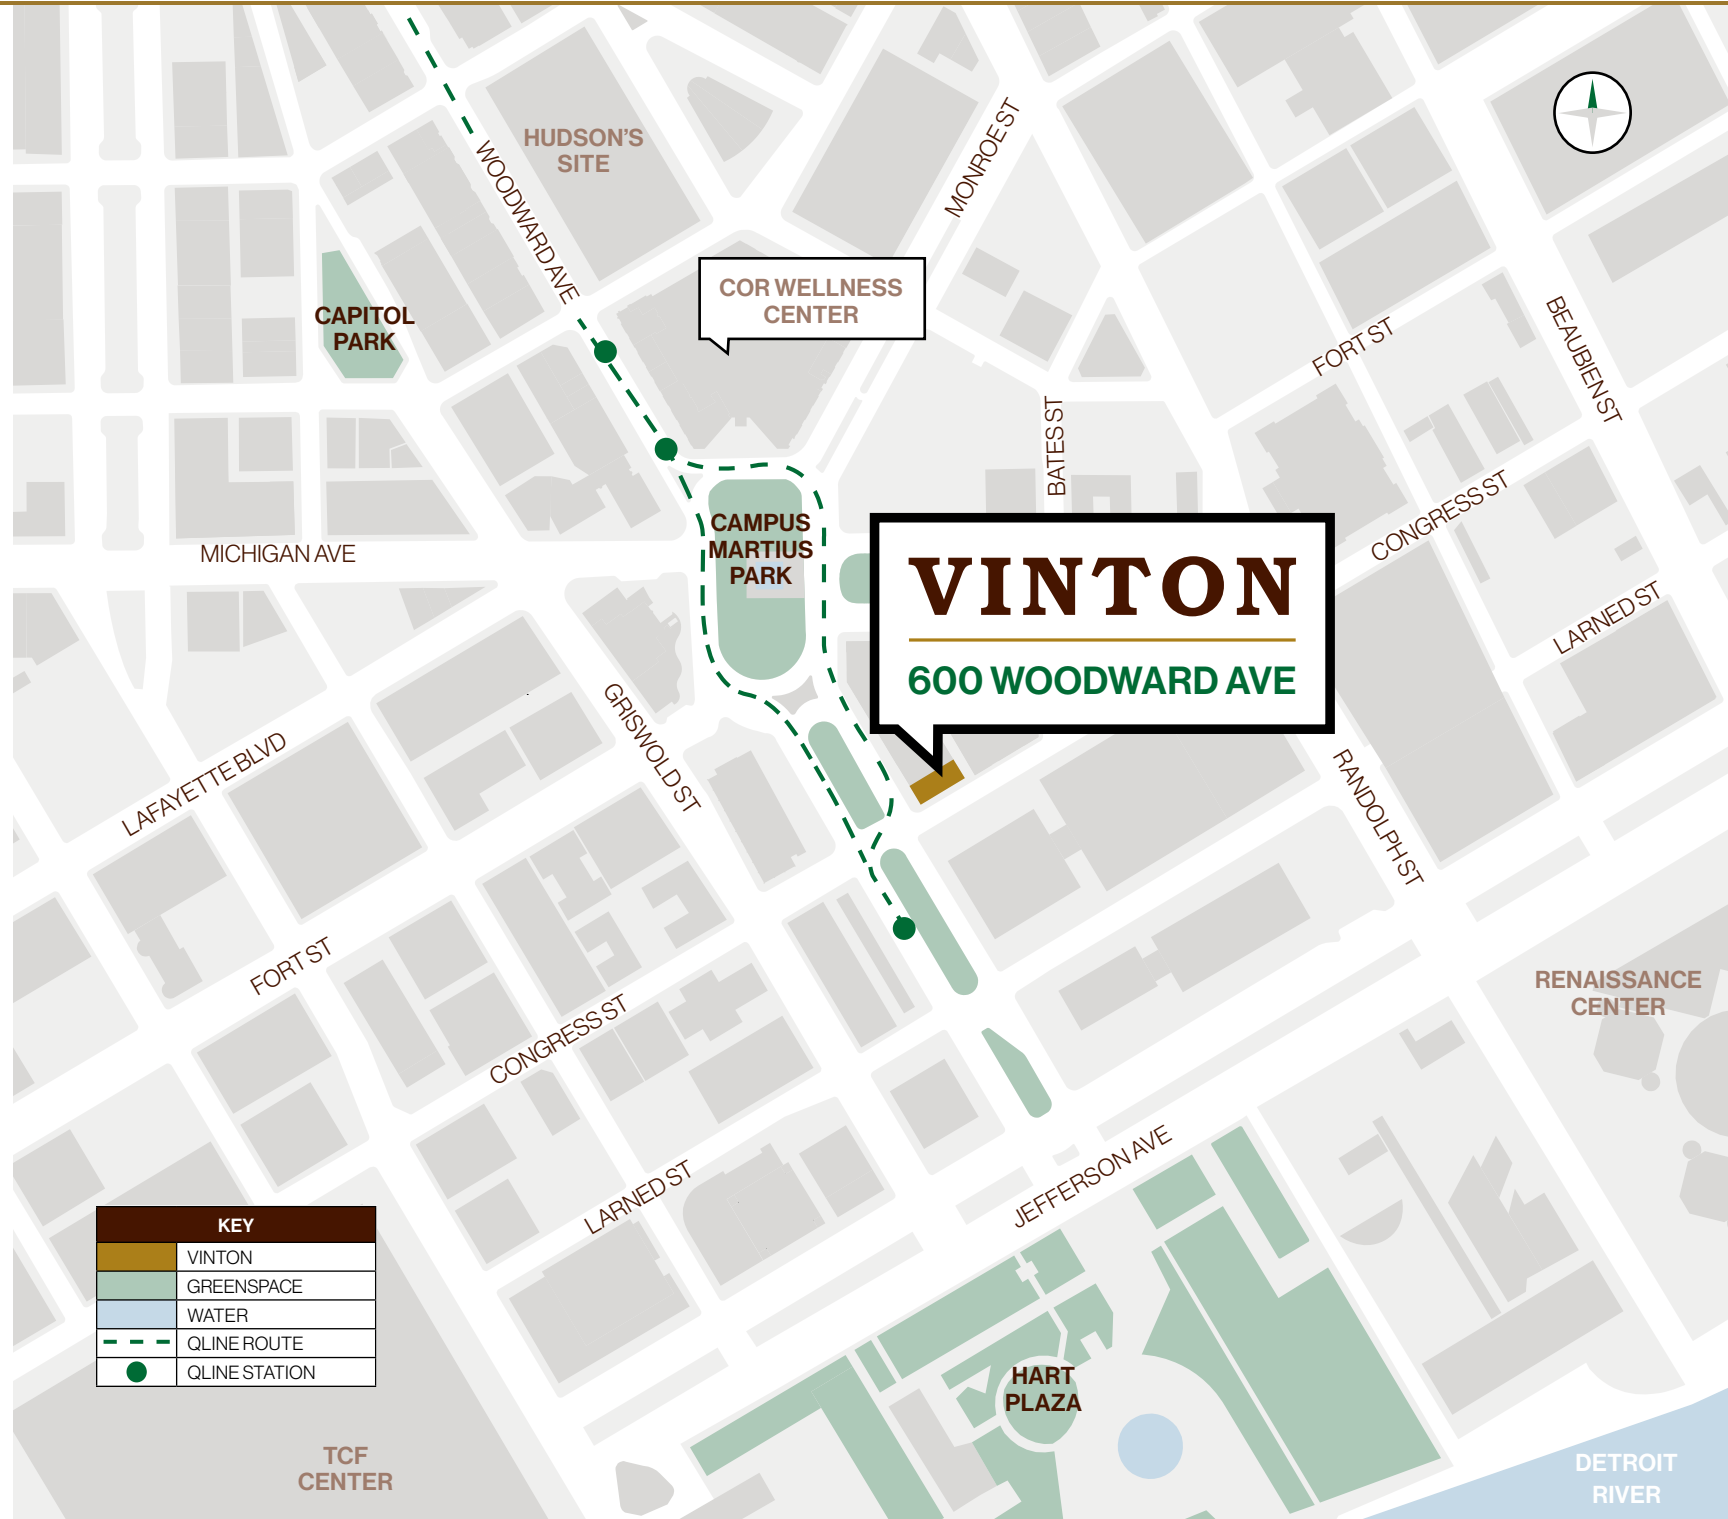 HUDSON'S
SITE
WOODWARD AVE
MONROE ST
COR WELLNESS
CENTER
CAPITOL
PARK
FORT ST
BEAUBIEN ST
BATES ST
CONGRESS ST
MICHIGAN AVE
CAMPUS
MARTIUS
PARK
VINTON
600 WOODWARD AVE
LARNED ST
GRISWOLD ST
LAFAYETTE BLVD
RANDOLPH ST
FORT ST
RENAISSANCE
CENTER
CONGRESS ST
LARNED ST
JEFFERSON AVE
KEY
VINTON
GREENSPACE
WATER
QLINE ROUTE
QLINE STATION
HART
PLAZA
TCF
CENTER
DETROIT
RIVER